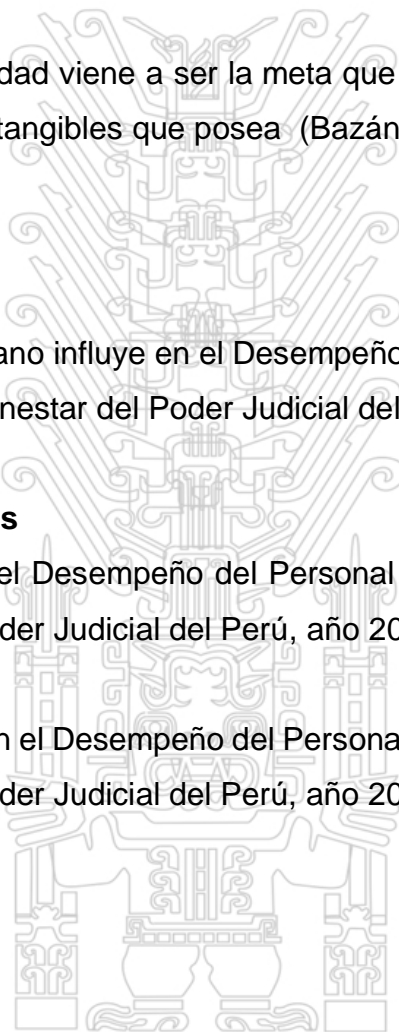 dad viene a ser la meta que
tangibles que posea (Bazán
ano influye en el Desempeño
nestar del Poder Judicial del
s
el Desempeño del Personal
der Judicial del Perú, año 20
n el Desempeño del Persona
der Judicial del Perú, año 20